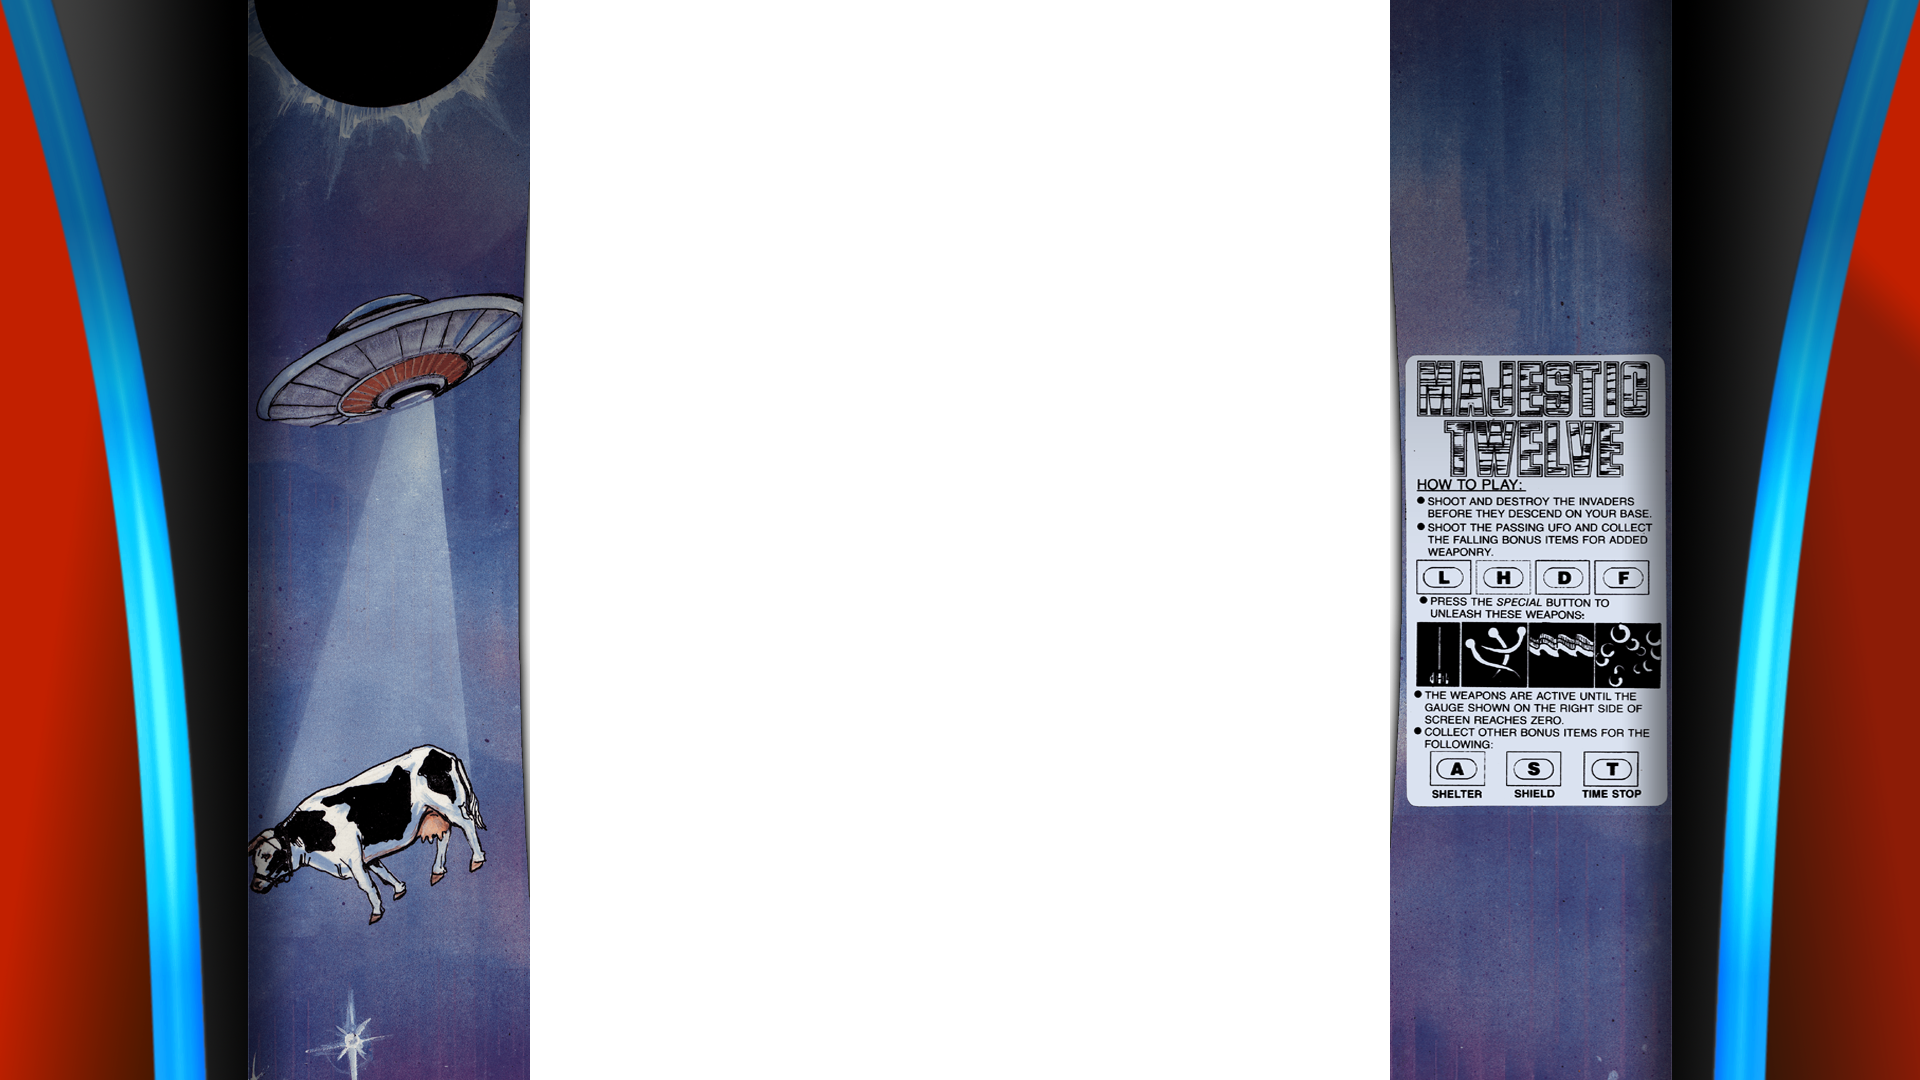 MAJESTIC
TWELVE
HOW TO PLAY:
● SHOOT AND DESTROY THE INVADERS
BEFORE THEY DESCEND ON YOUR BASE.
● SHOOT THE PASSING UFO AND COLLECT
THE FALLING BONUS ITEMS FOR ADDED
WEAPONRY.
L H D F
● PRESS THE SPECIAL BUTTON TO
UNLEASH THESE WEAPONS:
● THE WEAPONS ARE ACTIVE UNTIL THE
GAUGE SHOWN ON THE RIGHT SIDE OF
SCREEN REACHES ZERO.
● COLLECT OTHER BONUS ITEMS FOR THE
FOLLOWING:
A S T
SHELTER SHIELD TIME STOP